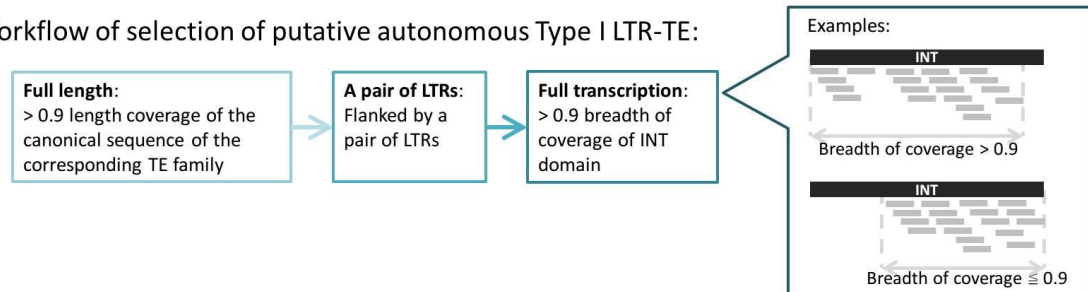 orkflow of selection of putative autonomous Type I LTR-TE:
Full length:
> 0.9 length coverage of the
canonical sequence of the
corresponding TE family
A pair of LTRs:
Flanked by a
pair of LTRs
Full transcription:
> 0.9 breadth of
coverage of INT
domain
Examples:
INT
Breadth of coverage > 0.9
INT
Breadth of coverage ≦ 0.9